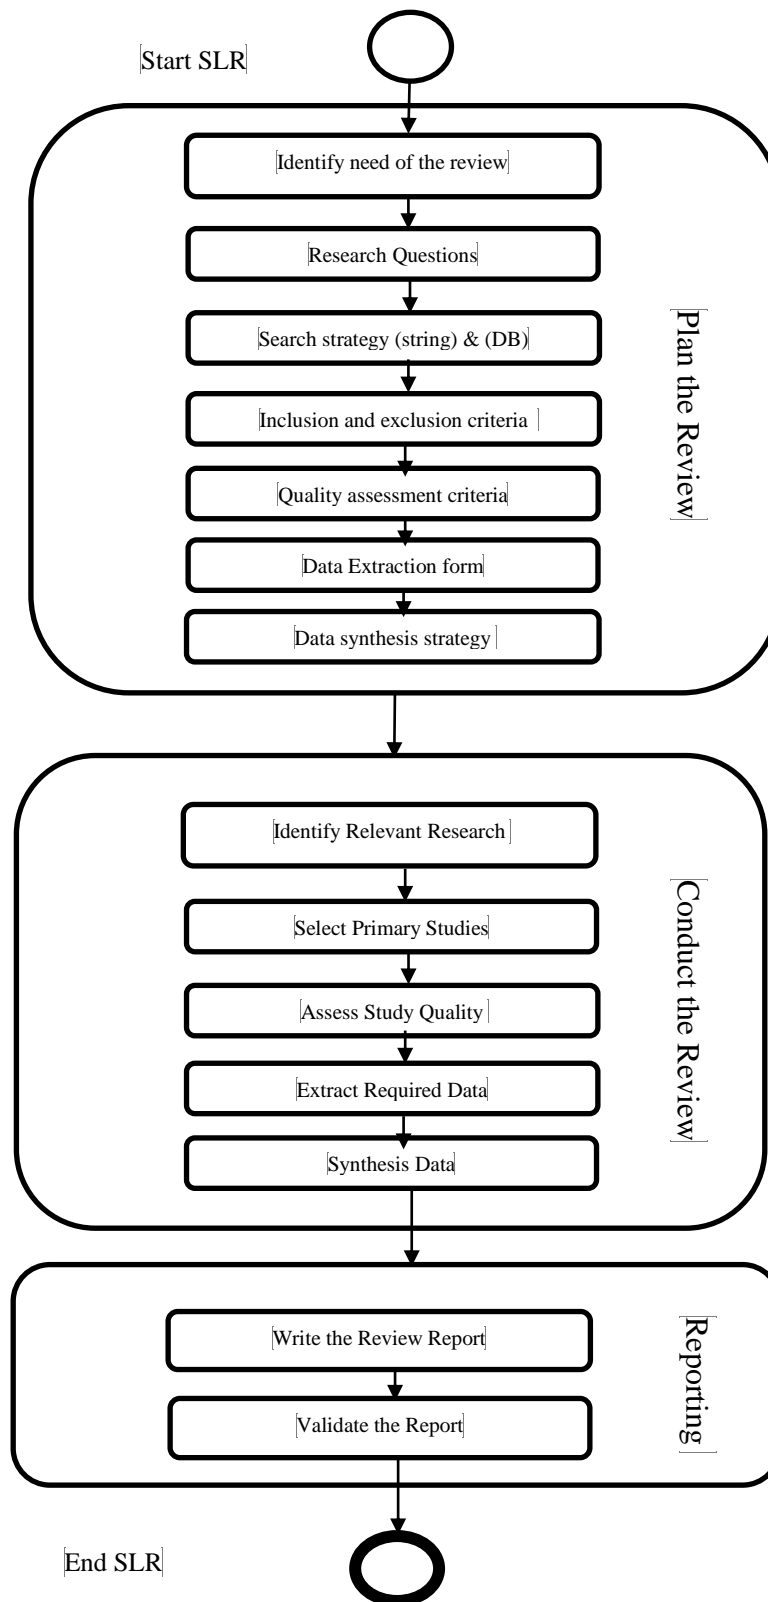 Start SLR
Identify need of the review
Research Questions
Search strategy (string) & (DB)
Inclusion and exclusion criteria
Quality assessment criteria
Data Extraction form
Data synthesis strategy
Plan the Review
Identify Relevant Research
Select Primary Studies
Assess Study Quality
Extract Required Data
Synthesis Data
Conduct the Review
Write the Review Report
Validate the Report
Reporting
End SLR